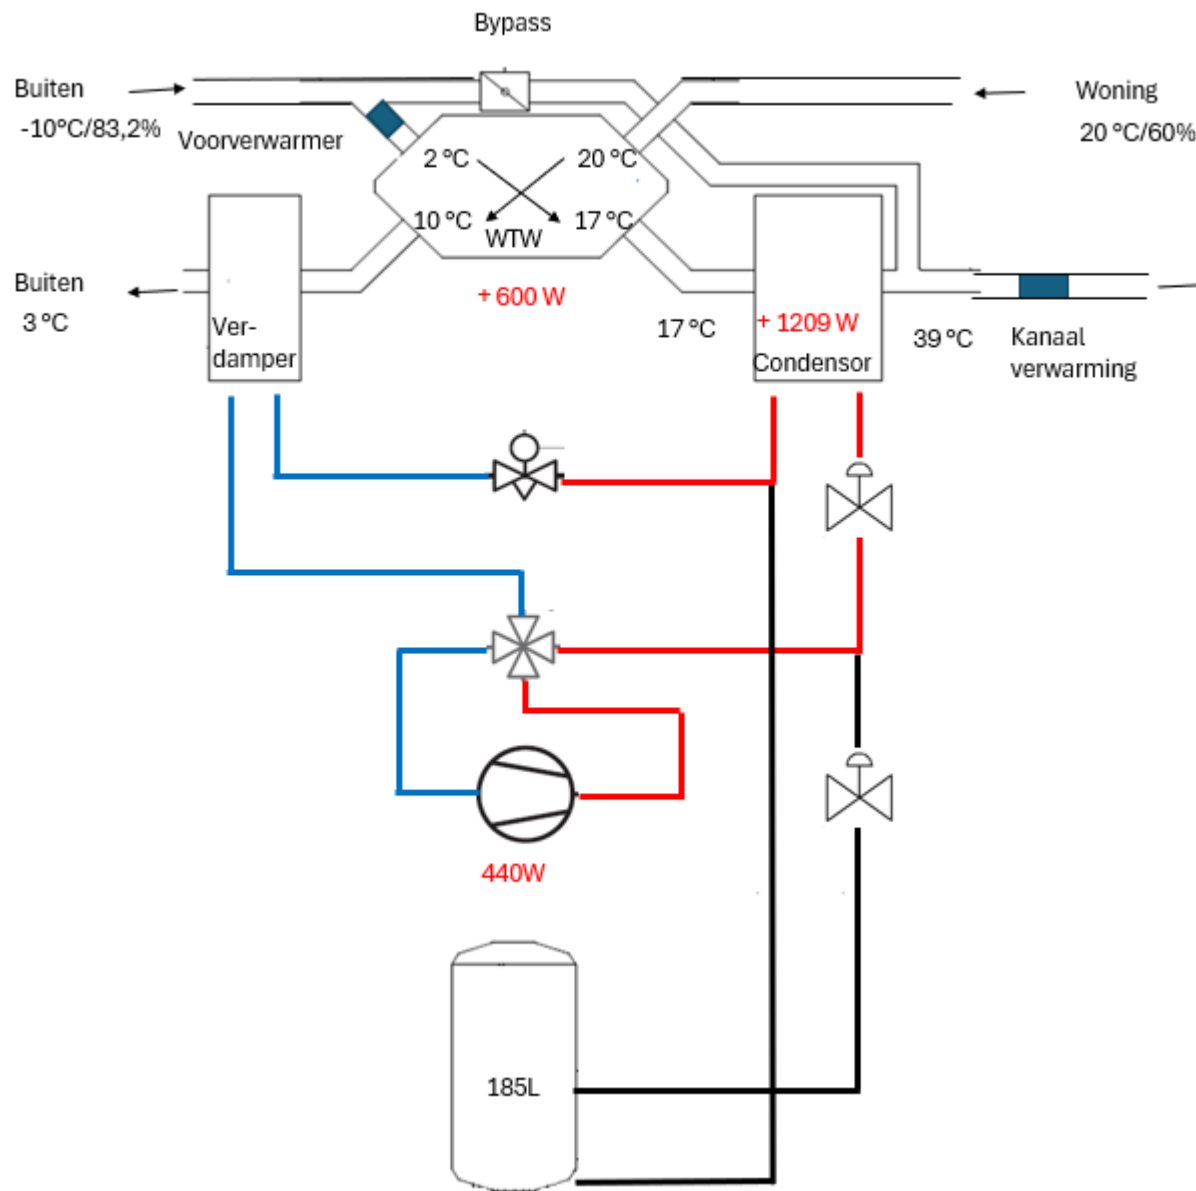 Bypass
Buiten
-10°C/83,2%
Voorverwarmer
Woning
20 °C/60%
2 °C
20 °C
10 °C
17 °C
WTW
+ 600 W
Buiten
3 °C
Ver-
damper
17 °C
+ 1209 W
Condensor
39 °C
Kanaal
verwarming
440W
185L